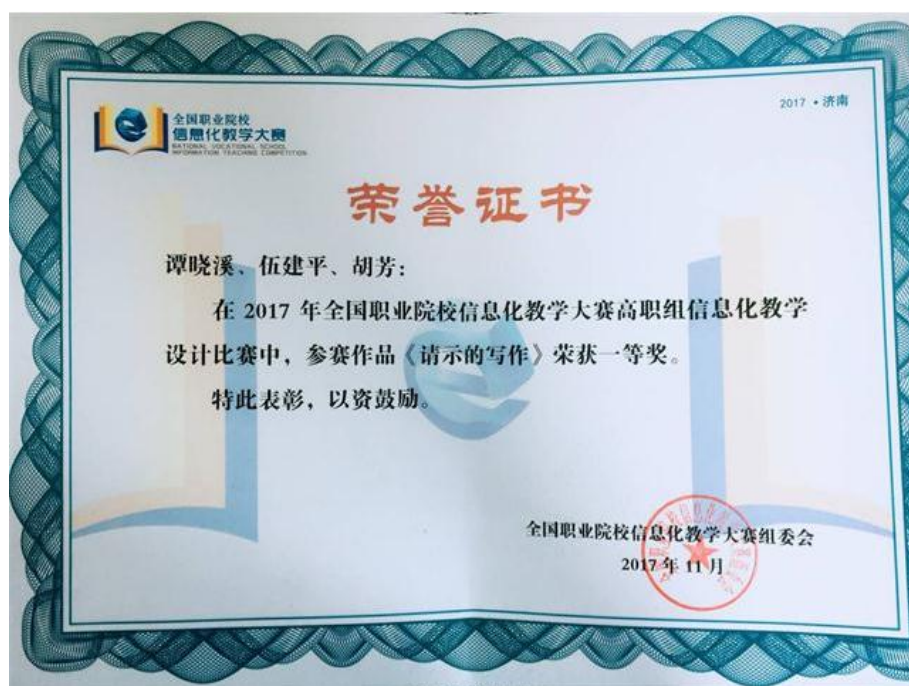 全国职业院校
信息化教学大赛
NATIONAL VOCATIONAL SCHOOL
INFORMATION TEACHING COMPETITION
2017 • 济南
荣誉证书
谭晓溪、伍建平、胡芳:
在 2017 年全国职业院校信息化教学大赛高职组信息化教学
设计比赛中，参赛作品《请示的写作》荣获一等奖。
特此表彰，以资鼓励。
全国职业院校信息化教学大赛组委会
2017 年 11 月